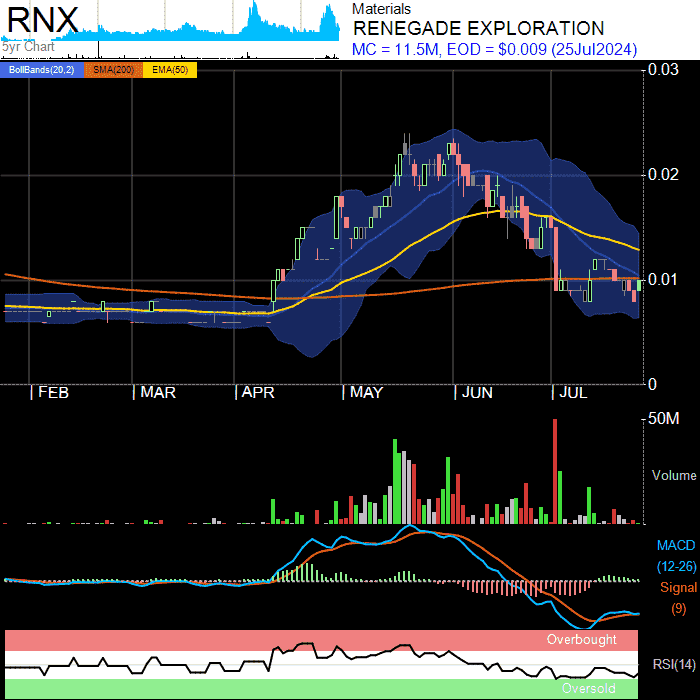 RNX
5yr Chart
Materials
RENEGADE EXPLORATION
MC = 11.5M, EOD = $0.009 (25Jul2024)
BollBands(20,2) SMA(200) EMA(50)
0.03
0.02
0.01
0
| FEB | MAR | APR | MAY | JUN | JUL
50M
Volume
MACD
(12-26)
Signal
(9)
Overbought
RSI(14)
Oversold